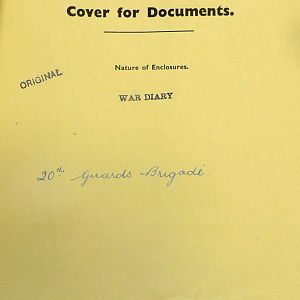 Cover for Documents.
Nature of Enclosures.
ORIGINAL
WAR DIARY
20th Guards Brigade